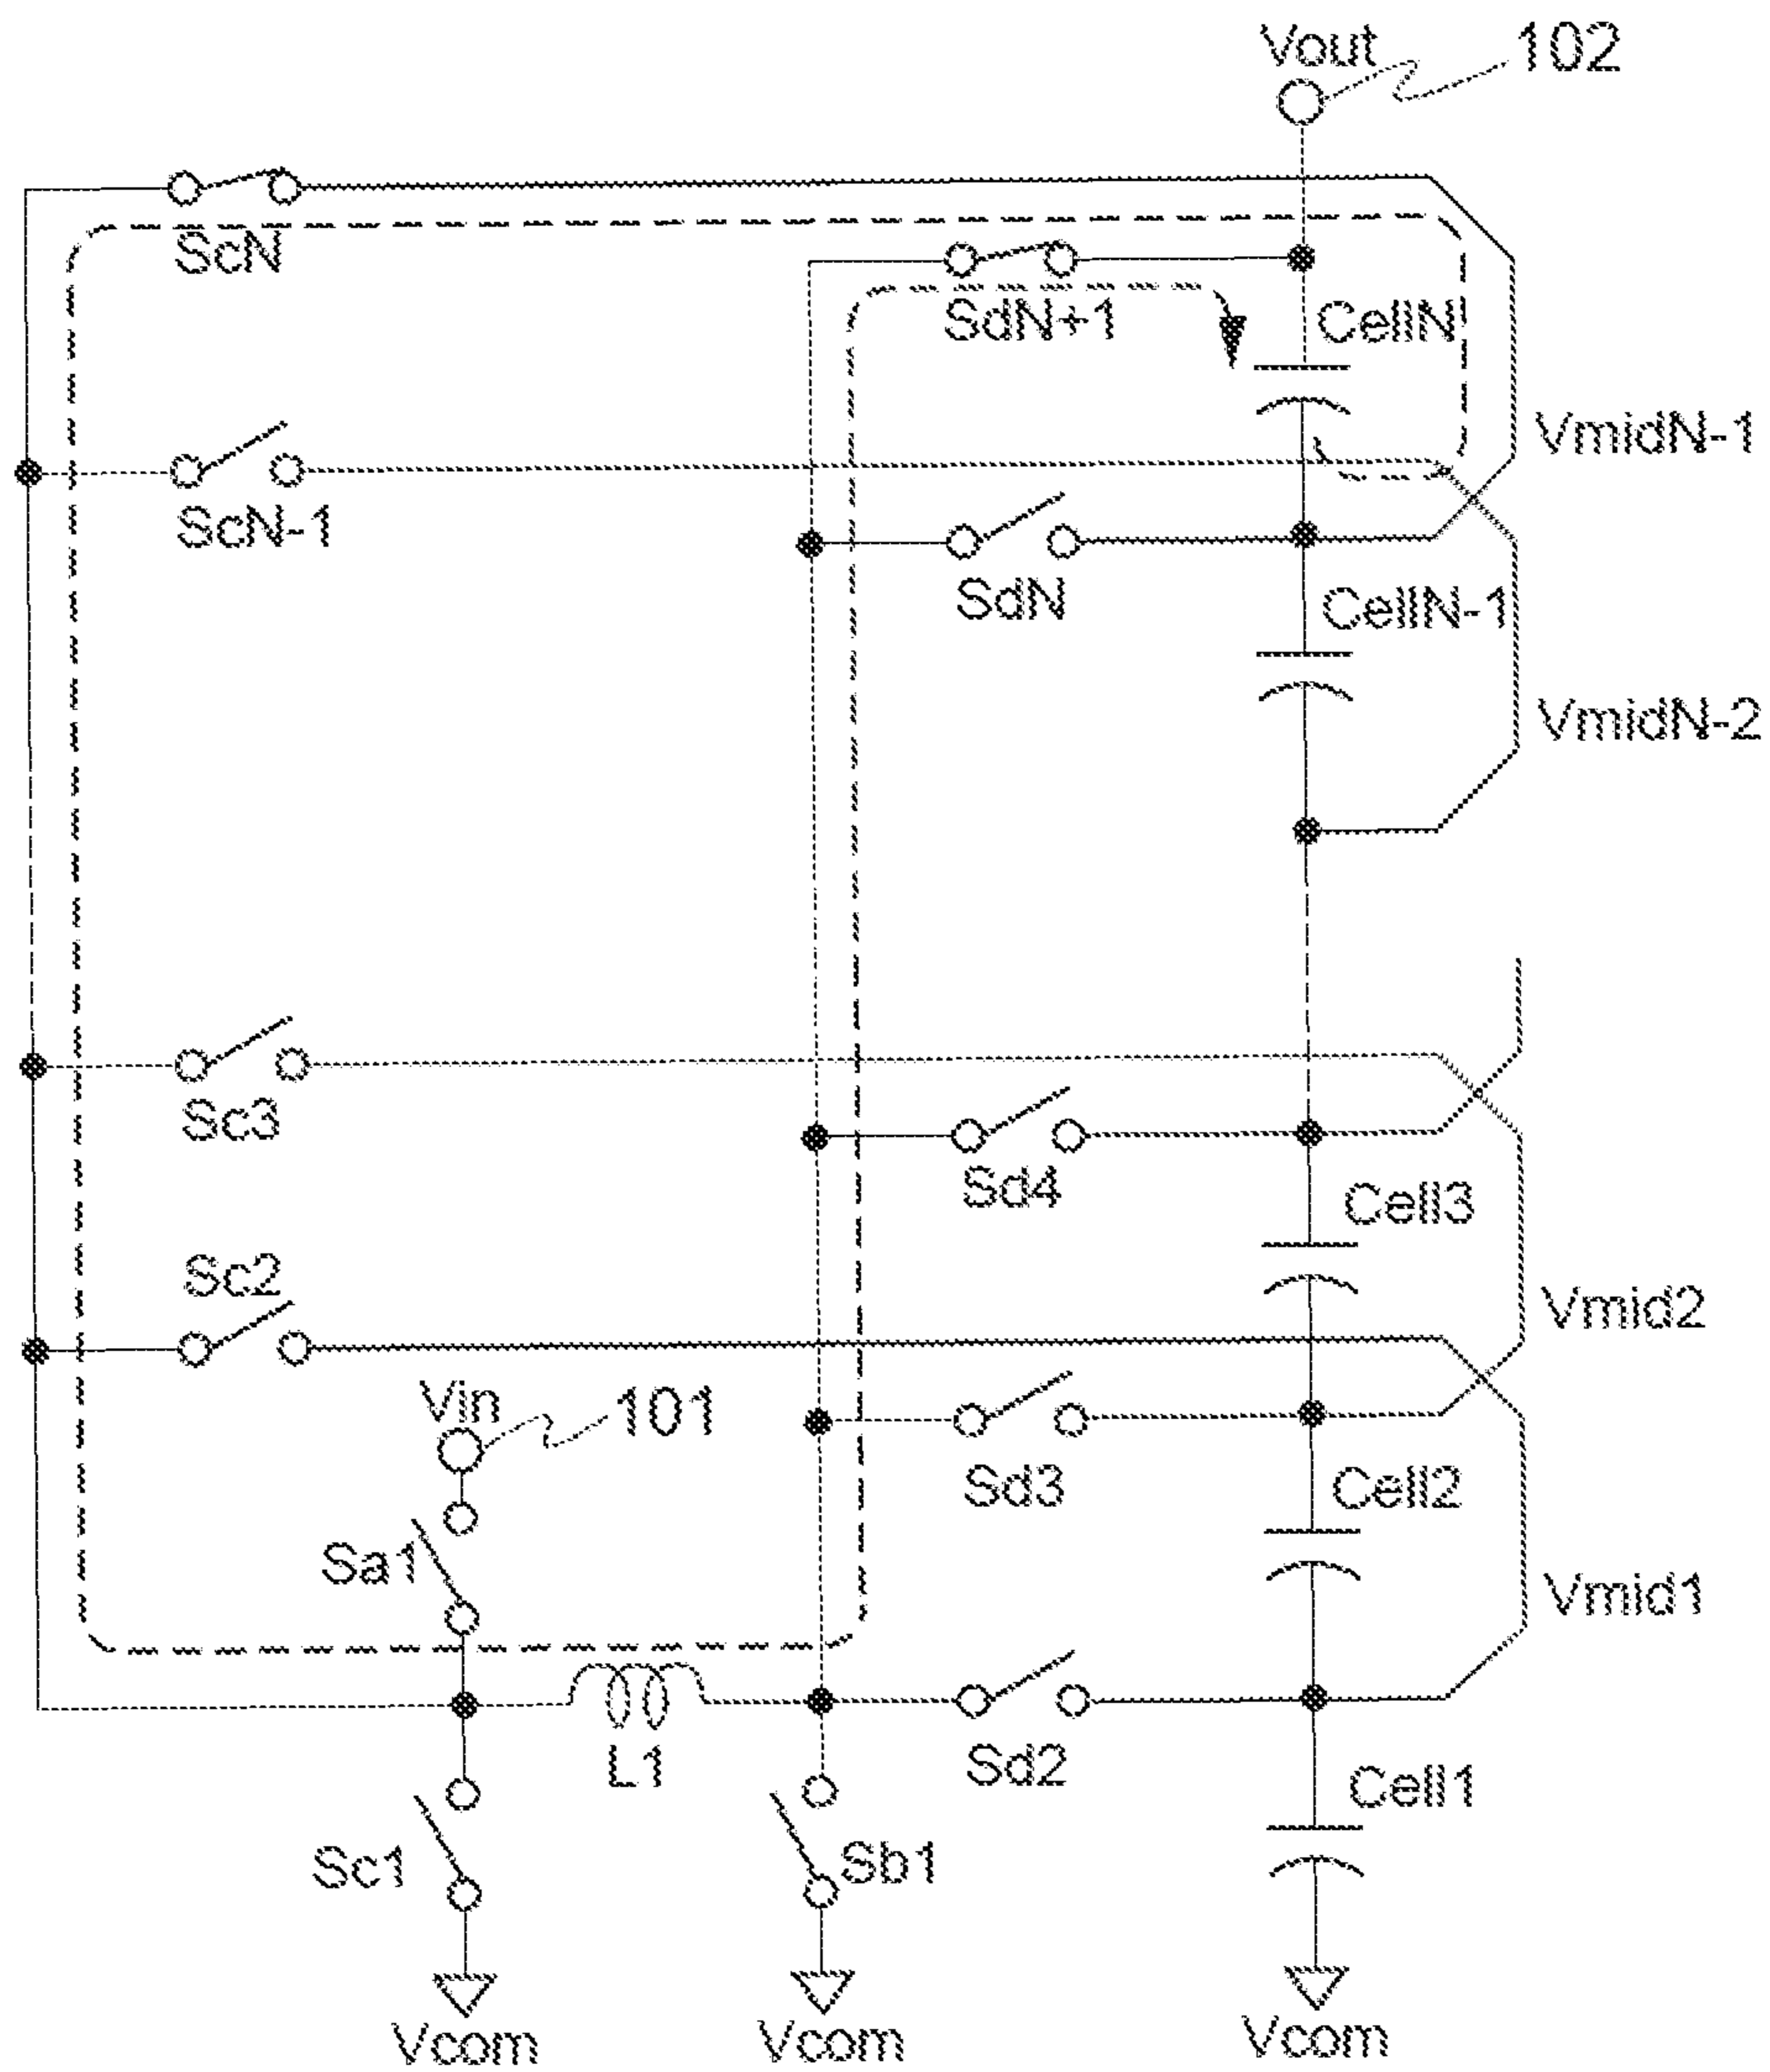 Vout
102
ScN
SdN+1
CellN
VmidN-1
ScN-1
SdN
CellN-1
VmidN-2
Sc3
Sd4
Cell3
Sc2
Vmid2
Vin
101
Sd3
Cell2
Sa1
Vmid1
L1
Sd2
Cell1
Sc1
Sb1
Vcom
Vcom
Vcom